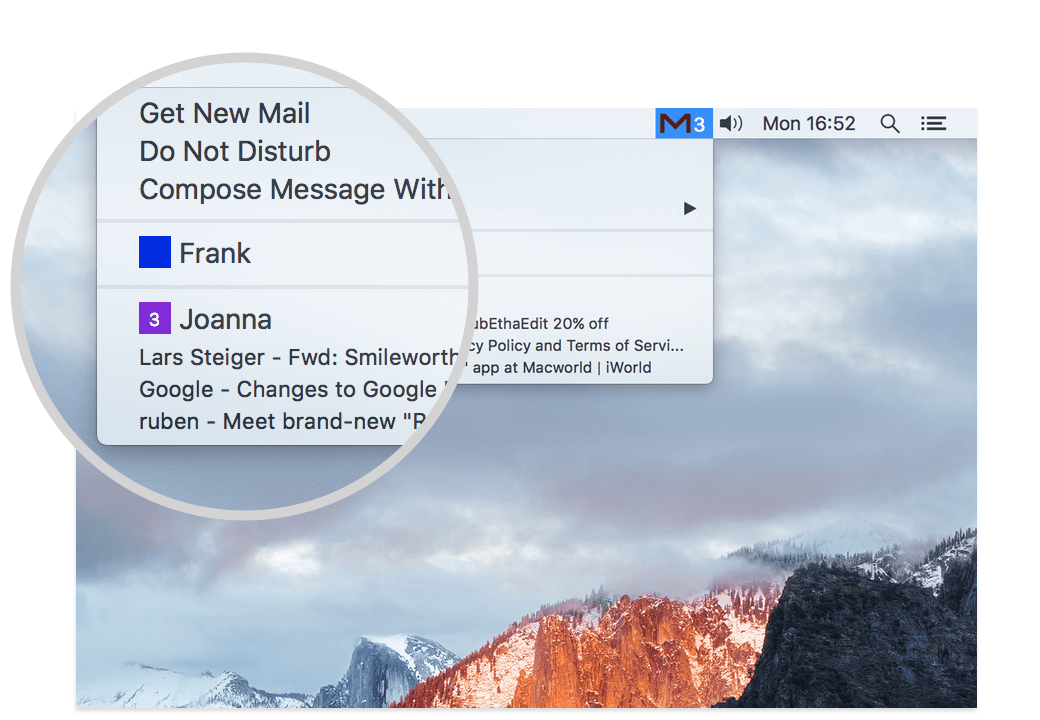 M 3 Mon 16:52
Get New Mail
Do Not Disturb
Compose Message With
Frank
3 Joanna
Lars Steiger - Fwd: Smileworth
Google - Changes to Google
ruben - Meet brand-new "R
ubEthaEdit 20% off
cy Policy and Terms of Servi...
" app at Macworld | iWorld